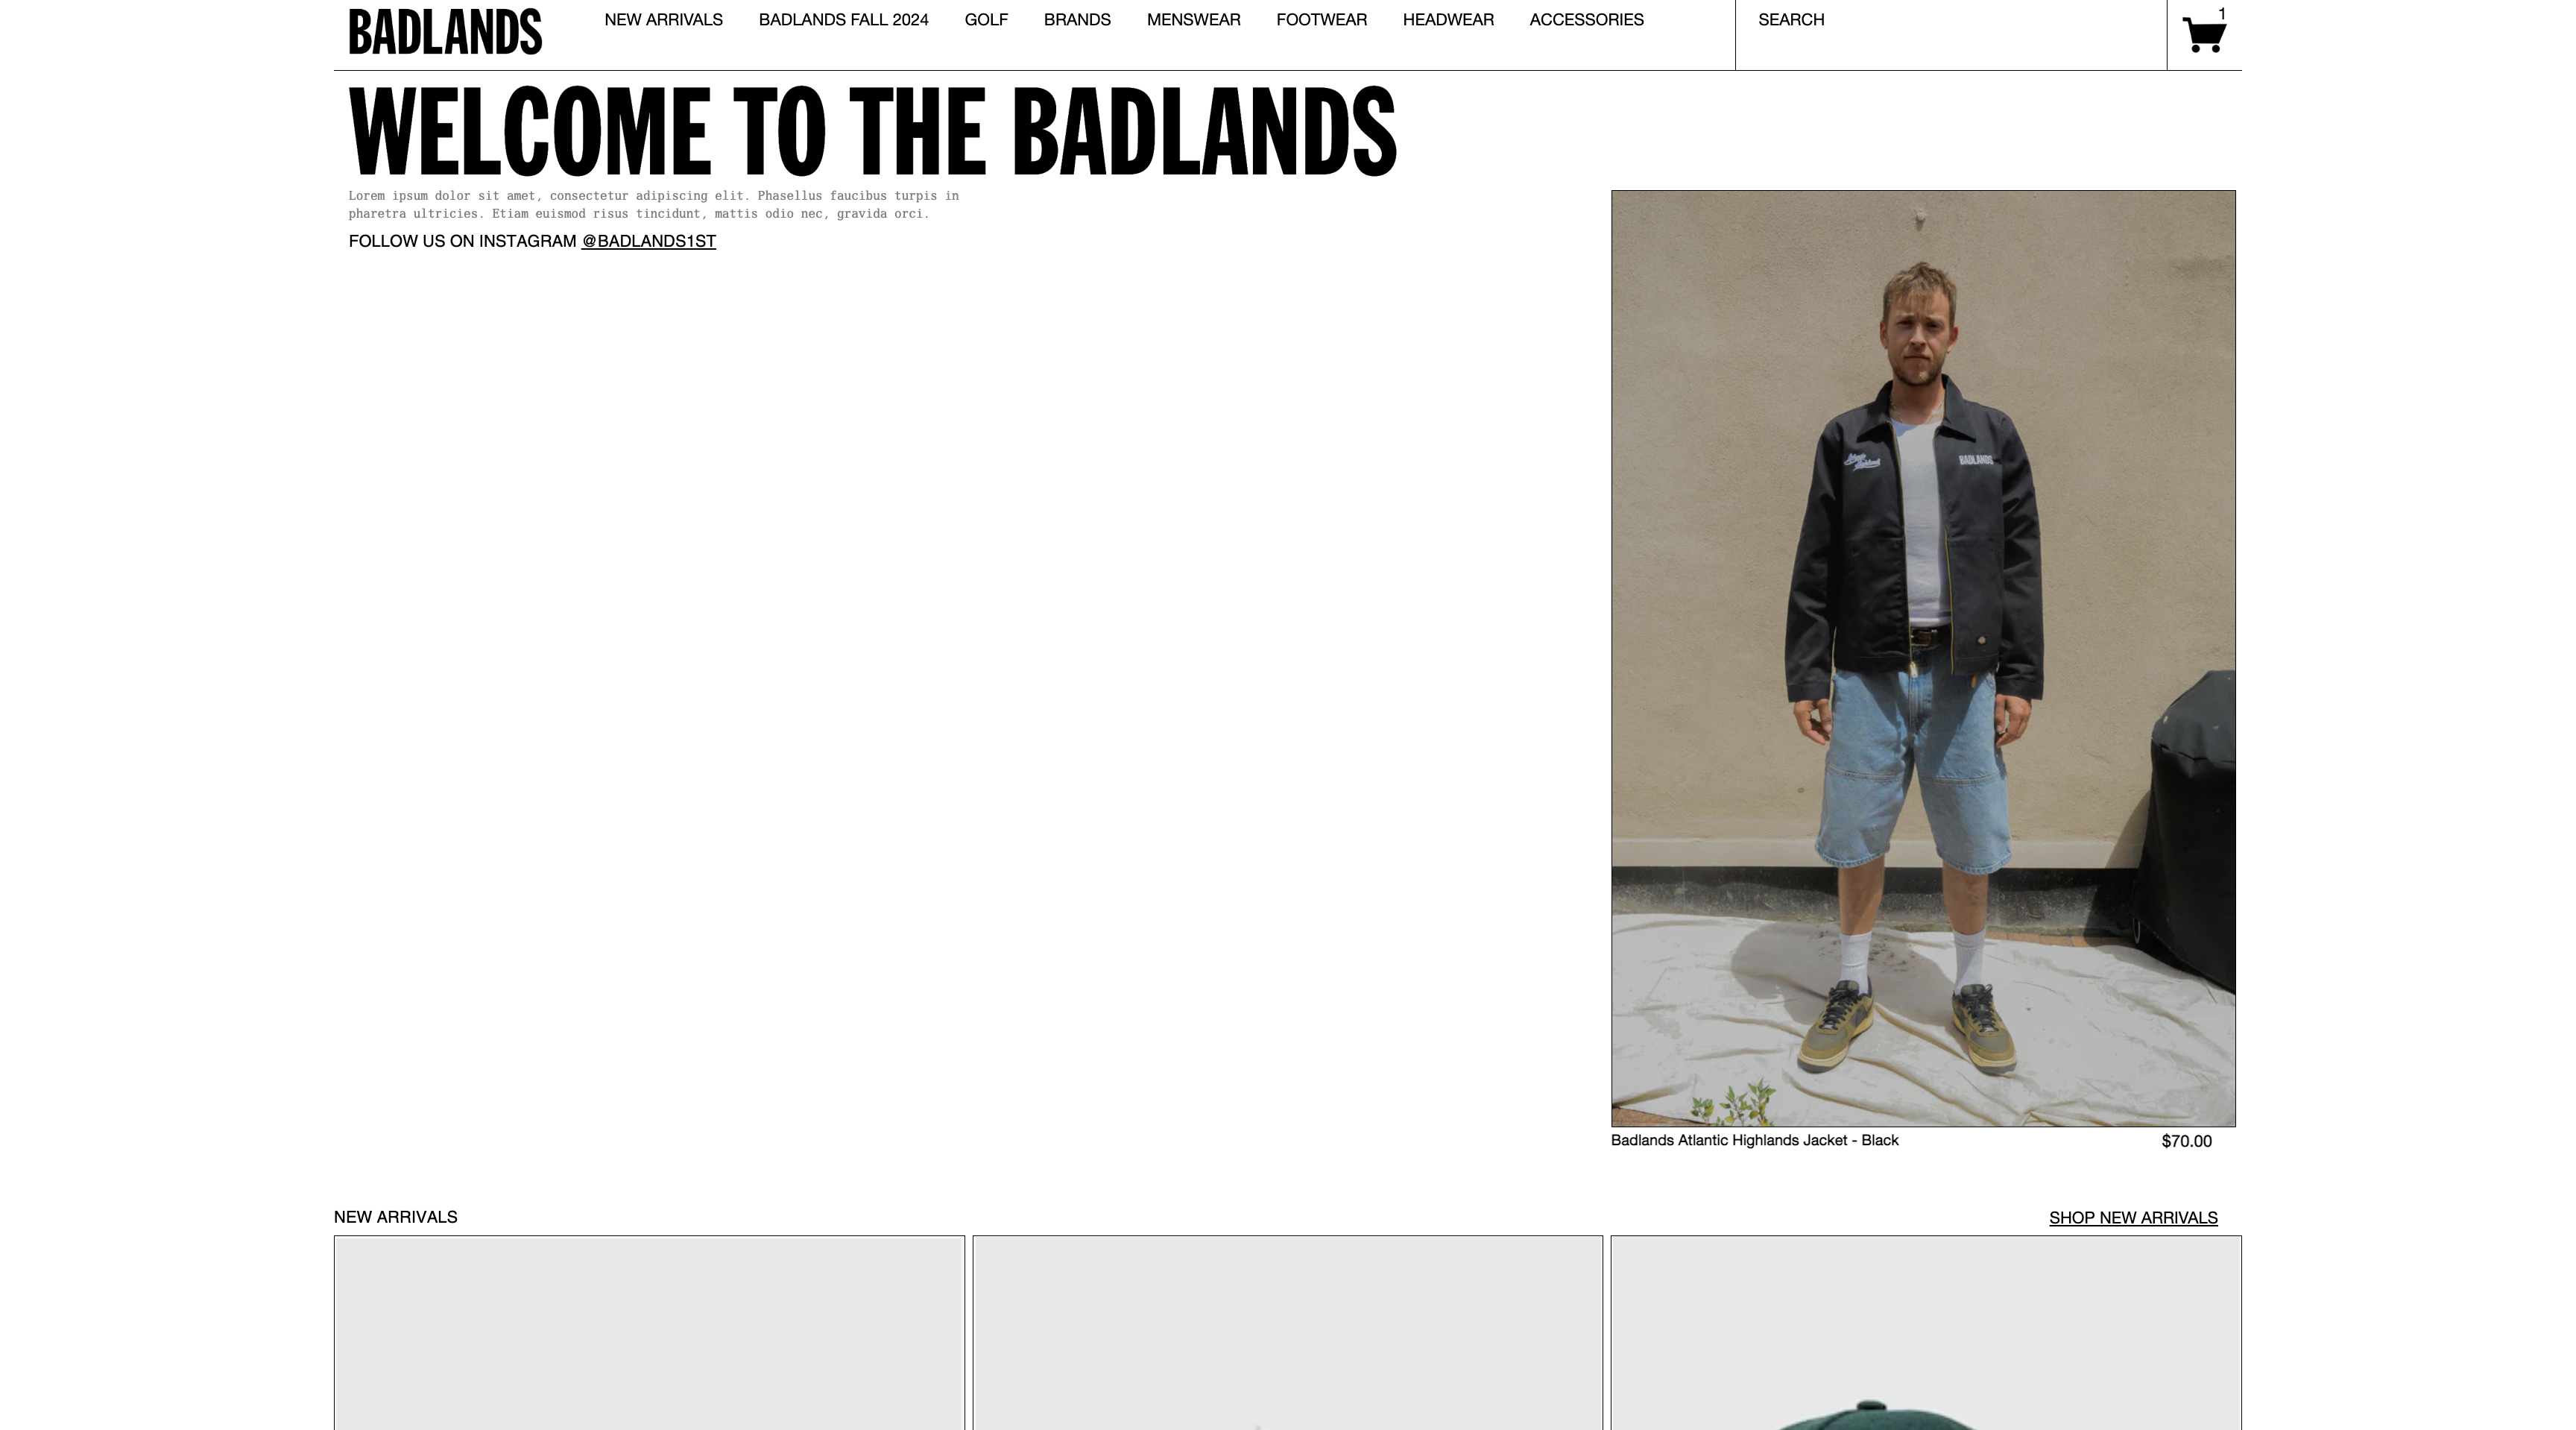 BADLANDS
NEW ARRIVALS
BADLANDS FALL 2024
GOLF
BRANDS
MENSWEAR
FOOTWEAR
HEADWEAR
ACCESSORIES
SEARCH
1
WELCOME TO THE BADLANDS
Lorem ipsum dolor sit amet, consectetur adipiscing elit. Phasellus faucibus turpis in
pharetra ultricies. Etiam euismod risus tincidunt, mattis odio nec, gravida orci.
FOLLOW US ON INSTAGRAM @BADLANDS1ST
Atlantic
Highlands
BADLANDS
Badlands Atlantic Highlands Jacket - Black
$70.00
NEW ARRIVALS
SHOP NEW ARRIVALS